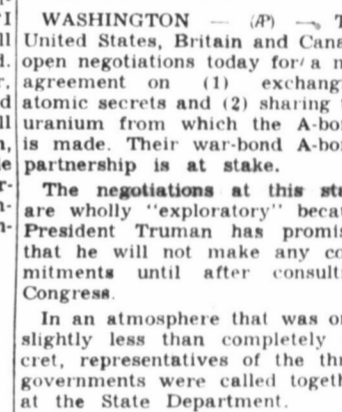 WASHINGTON — (AP) — T
United States, Britain and Cana
open negotiations today for a n
agreement on (1) exchang
atomic secrets and (2) sharing
uranium from which the A-bo
is made. Their war-bond A-bo
partnership is at stake.
The negotiations at this sta
are wholly "exploratory" becau
President Truman has promis
that he will not make any co
mitments until after consulti
Congress.
In an atmosphere that was o
slightly less than completely
cret, representatives of the thr
governments were called togeth
at the State Department.